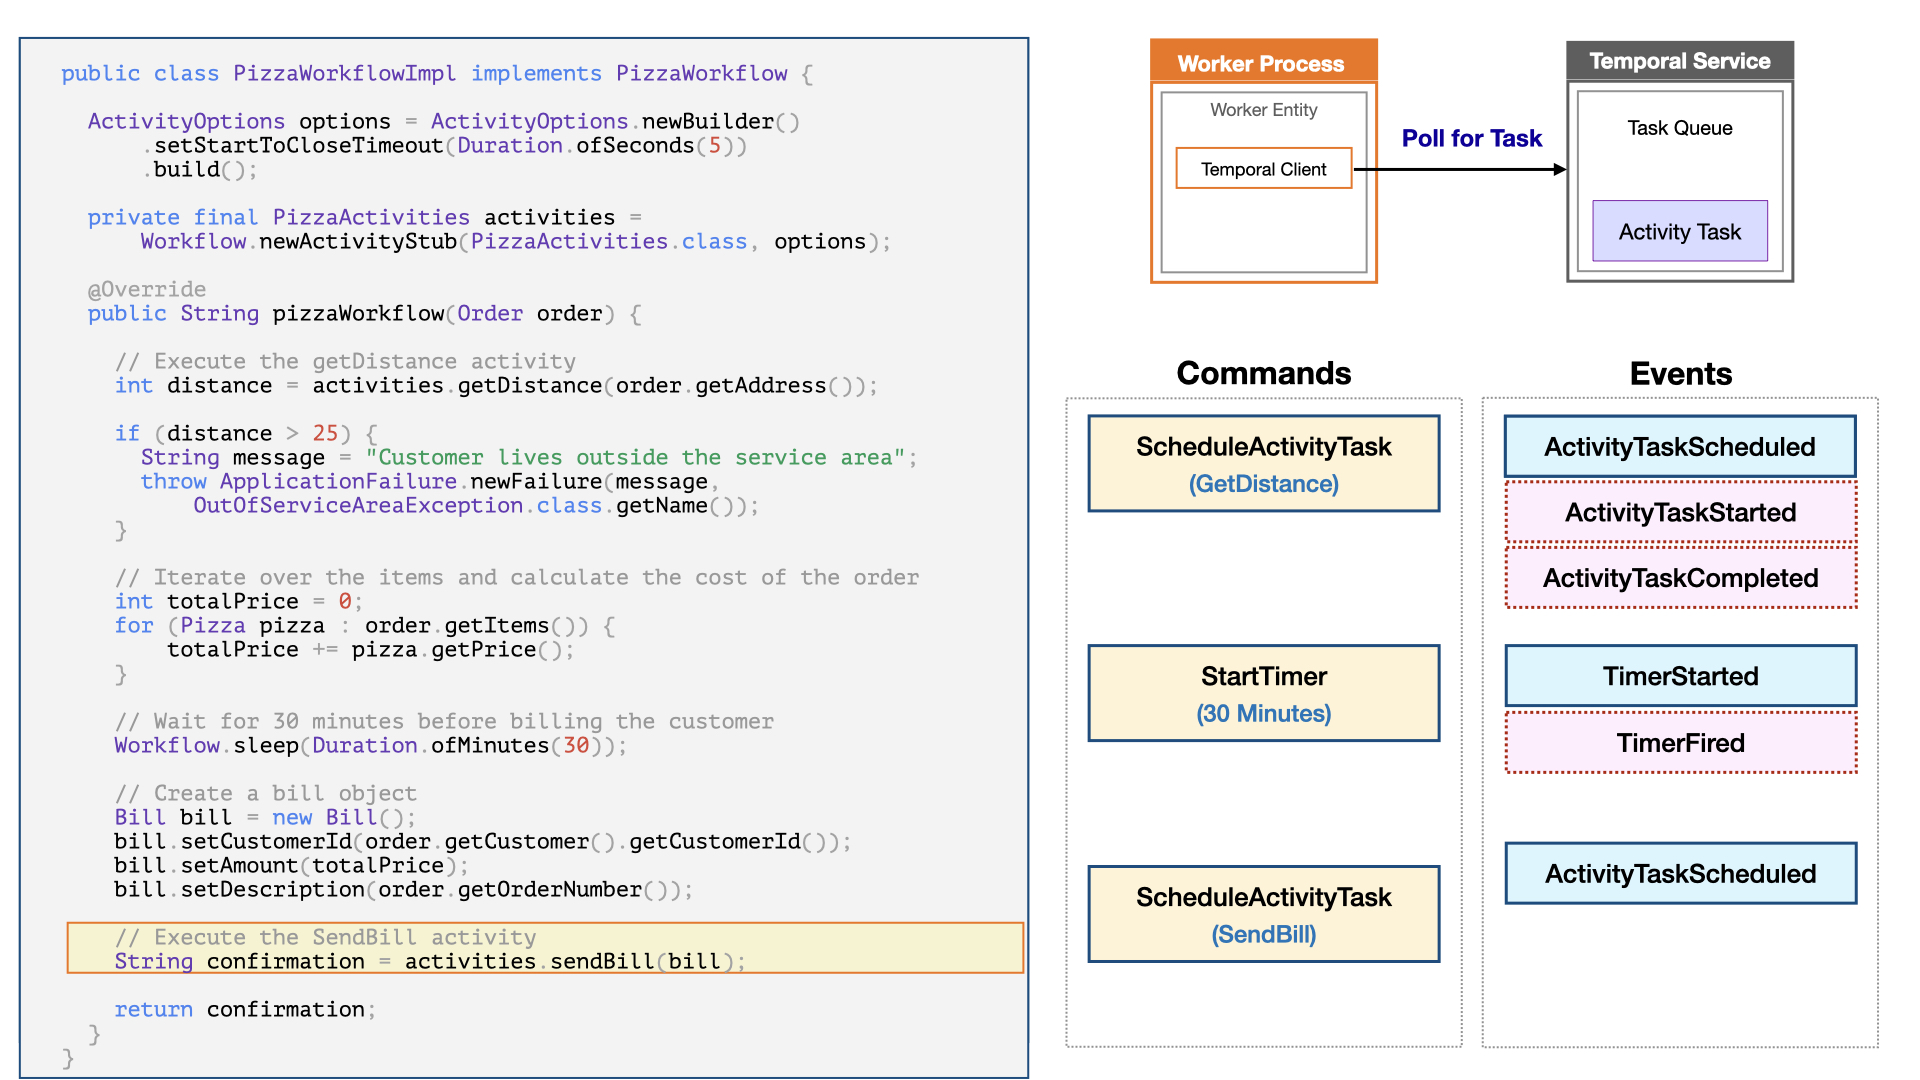 public class PizzaWorkflowImpl implements PizzaWorkflow {
ActivityOptions options = ActivityOptions.newBuilder()
.setStartToCloseTimeout(Duration.ofSeconds(5))
.build();
private final PizzaActivities activities =
Workflow.newActivityStub(PizzaActivities.class, options);
@Override
public String pizzaWorkflow(Order order) {
// Execute the getDistance activity
int distance = activities.getDistance(order.getAddress());
if (distance > 25) {
String message = "Customer lives outside the service area";
throw ApplicationFailure.newFailure(message,
OutOfServiceAreaException.class.getName());
}
// Iterate over the items and calculate the cost of the order
int totalPrice = 0;
for (Pizza pizza : order.getItems()) {
totalPrice += pizza.getPrice();
}
// Wait for 30 minutes before billing the customer
Workflow.sleep(Duration.ofMinutes(30));
// Create a bill object
Bill bill = new Bill();
bill.setCustomerId(order.getCustomer().getCustomerId());
bill.setAmount(totalPrice);
bill.setDescription(order.getOrderNumber());
// Execute the SendBill activity
String confirmation = activities.sendBill(bill);
return confirmation;
}
}
Worker Process
Worker Entity
Temporal Client
Poll for Task
Temporal Service
Task Queue
Activity Task
Commands
ScheduleActivityTask
(GetDistance)
StartTimer
(30 Minutes)
ScheduleActivityTask
(SendBill)
Events
ActivityTaskScheduled
ActivityTaskStarted
ActivityTaskCompleted
TimerStarted
TimerFired
ActivityTaskScheduled